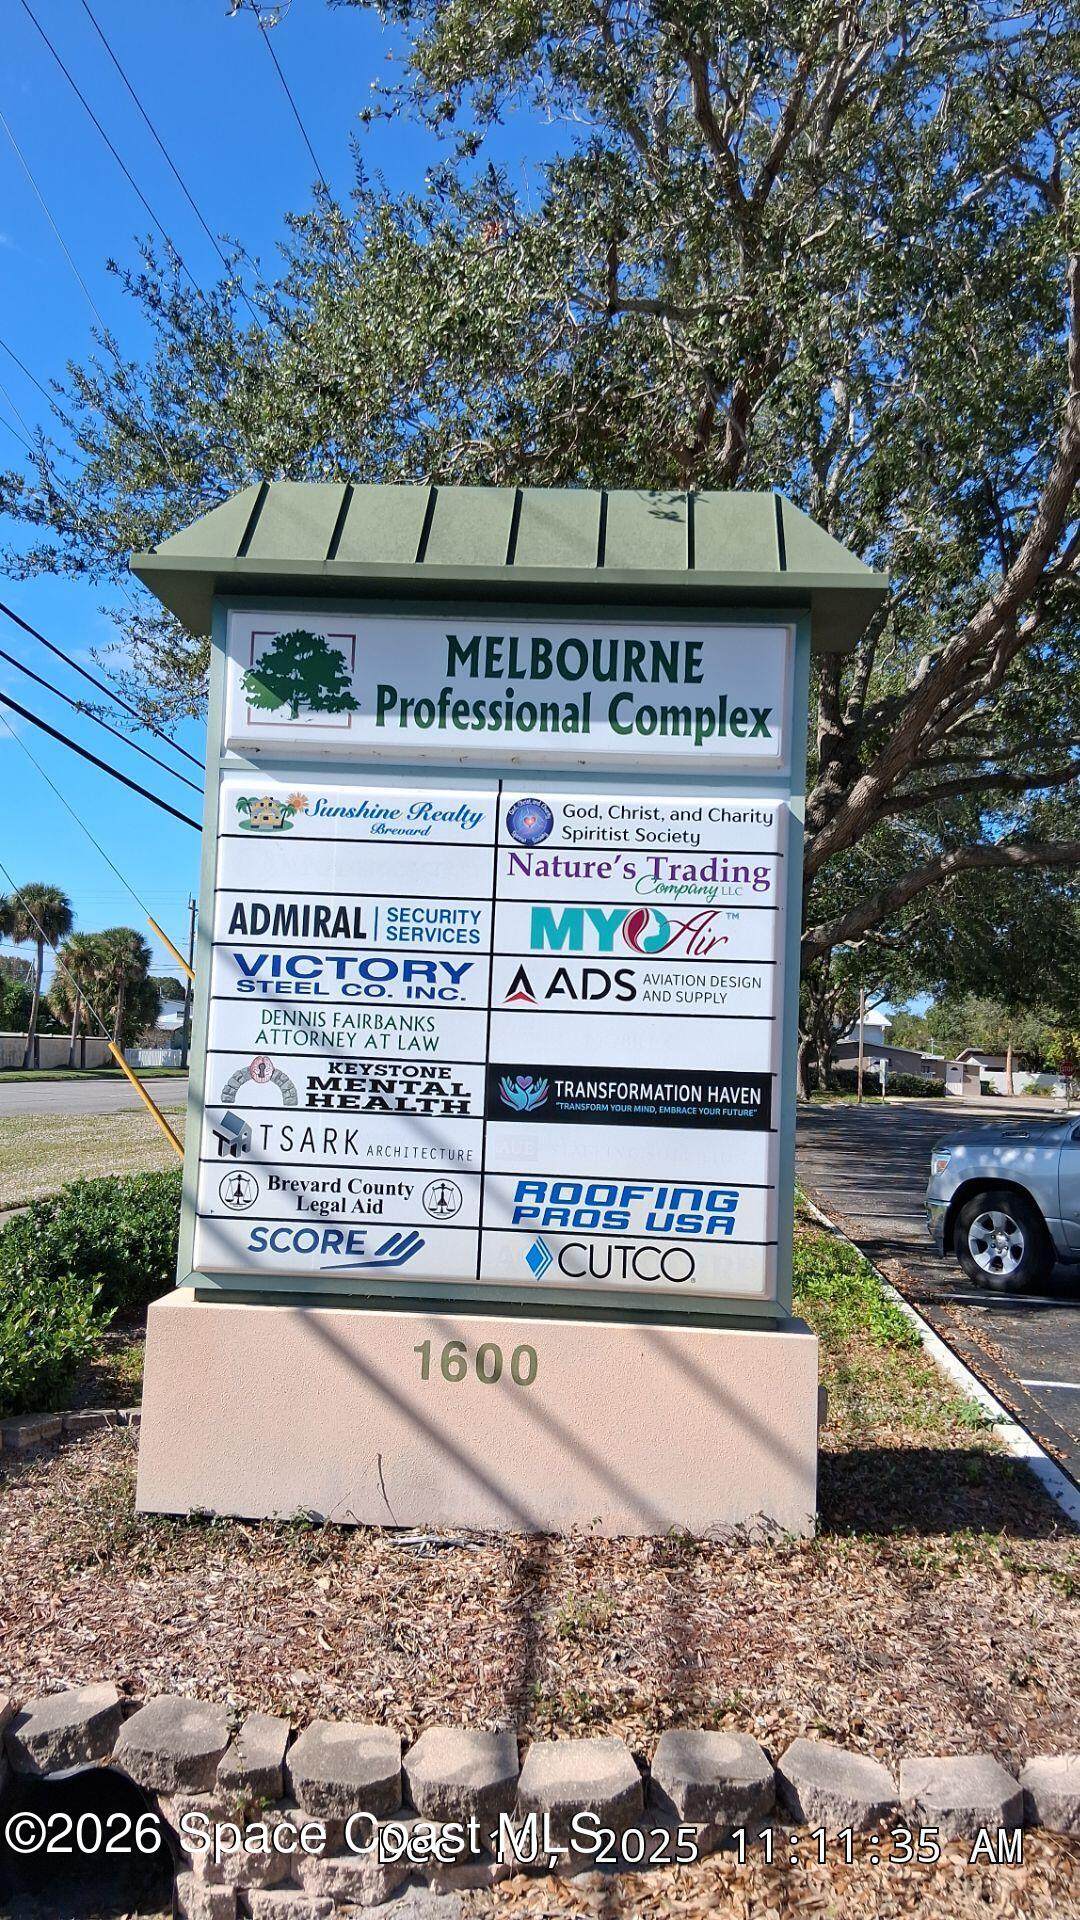 MELBOURNE
Professional Complex
Sunshine Realty
Brevard
God, Christ, and Charity
Spiritist Society
Nature's Trading
Company LLC
ADMIRAL | SECURITY
SERVICES
MYOAir™
VICTORY
STEEL CO. INC.
ADS AVIATION DESIGN
AND SUPPLY
DENNIS FAIRBANKS
ATTORNEY AT LAW
KEYSTONE
MENTAL
HEALTH
TRANSFORMATION HAVEN
"TRANSFORM YOUR MIND, EMBRACE YOUR FUTURE"
TSARK ARCHITECTURE
Brevard County
Legal Aid
ROOFING
PROS USA
SCORE
CUTCO
1600
©2026 Space Coast MLS
Dec 10, 2025 11:11:35 AM